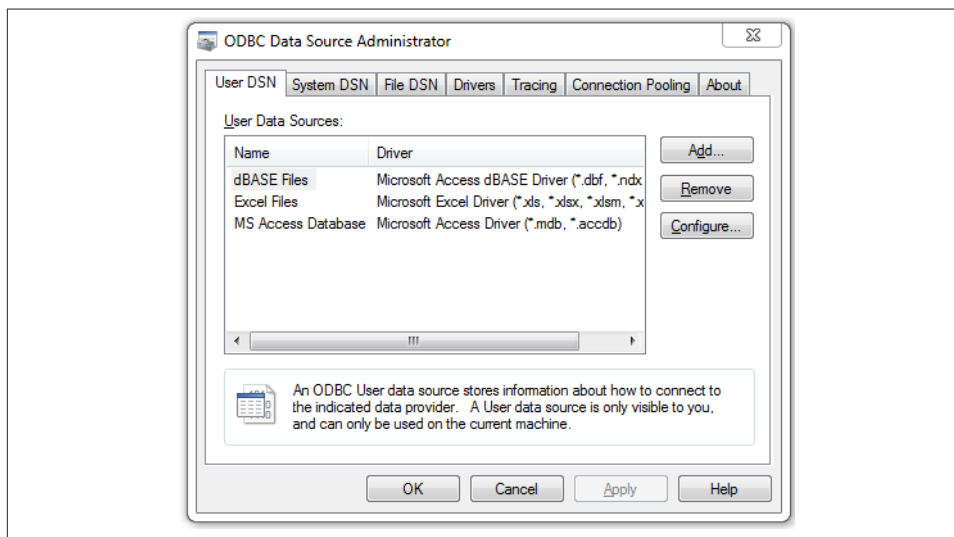 ODBC Data Source Administrator
User DSN System DSN File DSN Drivers Tracing Connection Pooling About
User Data Sources:
Name Driver
dBASE Files Microsoft Access dBASE Driver (*.dbf, *.ndx
Excel Files Microsoft Excel Driver (*.xls, *.xlsx, *.xlsm, *.x
MS Access Database Microsoft Access Driver (*.mdb, *.accdb)
Add...
Remove
Configure...
An ODBC User data source stores information about how to connect to
the indicated data provider. A User data source is only visible to you,
and can only be used on the current machine.
OK Cancel Apply Help